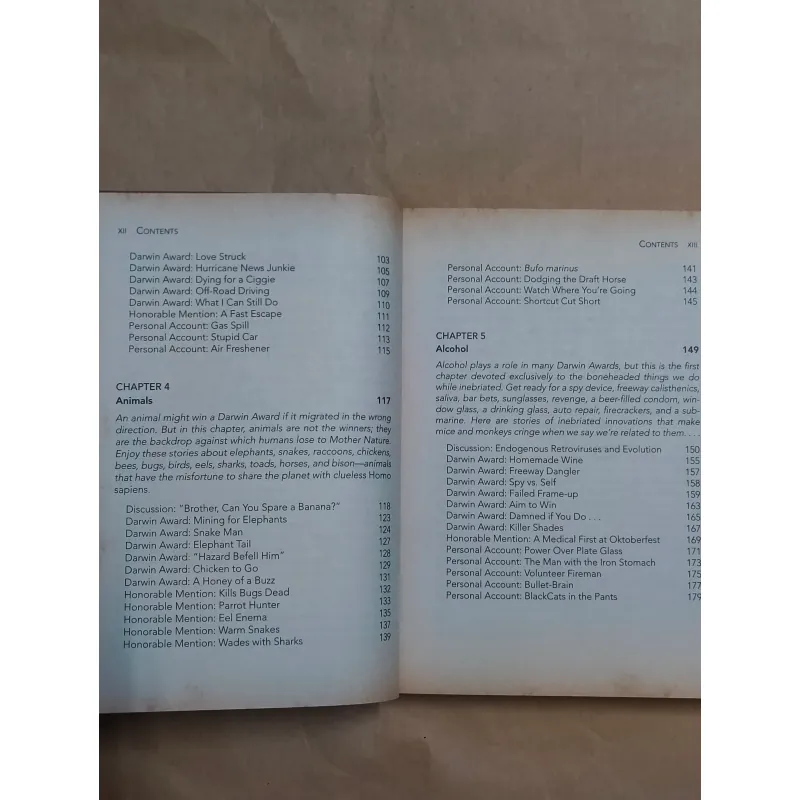 XII CONTENTS
Darwin Award: Love Struck 103
Darwin Award: Hurricane News Junkie 105
Darwin Award: Dying for a Ciggie 107
Darwin Award: Off-Road Driving 109
Darwin Award: What I Can Still Do 110
Honorable Mention: A Fast Escape 111
Personal Account: Gas Spill 112
Personal Account: Stupid Car 113
Personal Account: Air Freshener 115
CHAPTER 4
Animals 117
An animal might win a Darwin Award if it migrated in the wrong
direction. But in this chapter, animals are not the winners; they
are the backdrop against which humans lose to Mother Nature.
Enjoy these stories about elephants, snakes, raccoons, chickens,
bees, bugs, birds, eels, sharks, toads, horses, and bison—animals
that have the misfortune to share the planet with clueless Homo
sapiens.
Discussion: "Brother, Can You Spare a Banana?" 118
Darwin Award: Mining for Elephants 123
Darwin Award: Snake Man 124
Darwin Award: Elephant Tail 127
Darwin Award: "Hazard Befell Him" 128
Darwin Award: Chicken to Go 129
Darwin Award: A Honey of a Buzz 131
Honorable Mention: Kills Bugs Dead 132
Honorable Mention: Parrot Hunter 133
Honorable Mention: Eel Enema 135
Honorable Mention: Warm Snakes 137
Honorable Mention: Wades with Sharks 139
CONTENTS XIII
Personal Account: Bufo marinus 141
Personal Account: Dodging the Draft Horse 143
Personal Account: Watch Where You're Going 144
Personal Account: Shortcut Cut Short 145
CHAPTER 5
Alcohol 149
Alcohol plays a role in many Darwin Awards, but this is the first
chapter devoted exclusively to the boneheaded things we do
while inebriated. Get ready for a spy device, freeway calisthenics,
saliva, bar bets, sunglasses, revenge, a beer-filled condom, win-
dow glass, a drinking glass, auto repair, firecrackers, and a sub-
marine. Here are stories of inebriated innovations that make
mice and monkeys cringe when we say we're related to them. . . .
Discussion: Endogenous Retroviruses and Evolution 150
Darwin Award: Homemade Wine 155
Darwin Award: Freeway Dangler 157
Darwin Award: Spy vs. Self 158
Darwin Award: Failed Frame-up 159
Darwin Award: Aim to Win 163
Darwin Award: Damned if You Do . . . 165
Darwin Award: Killer Shades 167
Honorable Mention: A Medical First at Oktoberfest 169
Personal Account: Power Over Plate Glass 171
Personal Account: The Man with the Iron Stomach 173
Personal Account: Volunteer Fireman 175
Personal Account: Bullet-Brain 177
Personal Account: BlackCats in the Pants 179